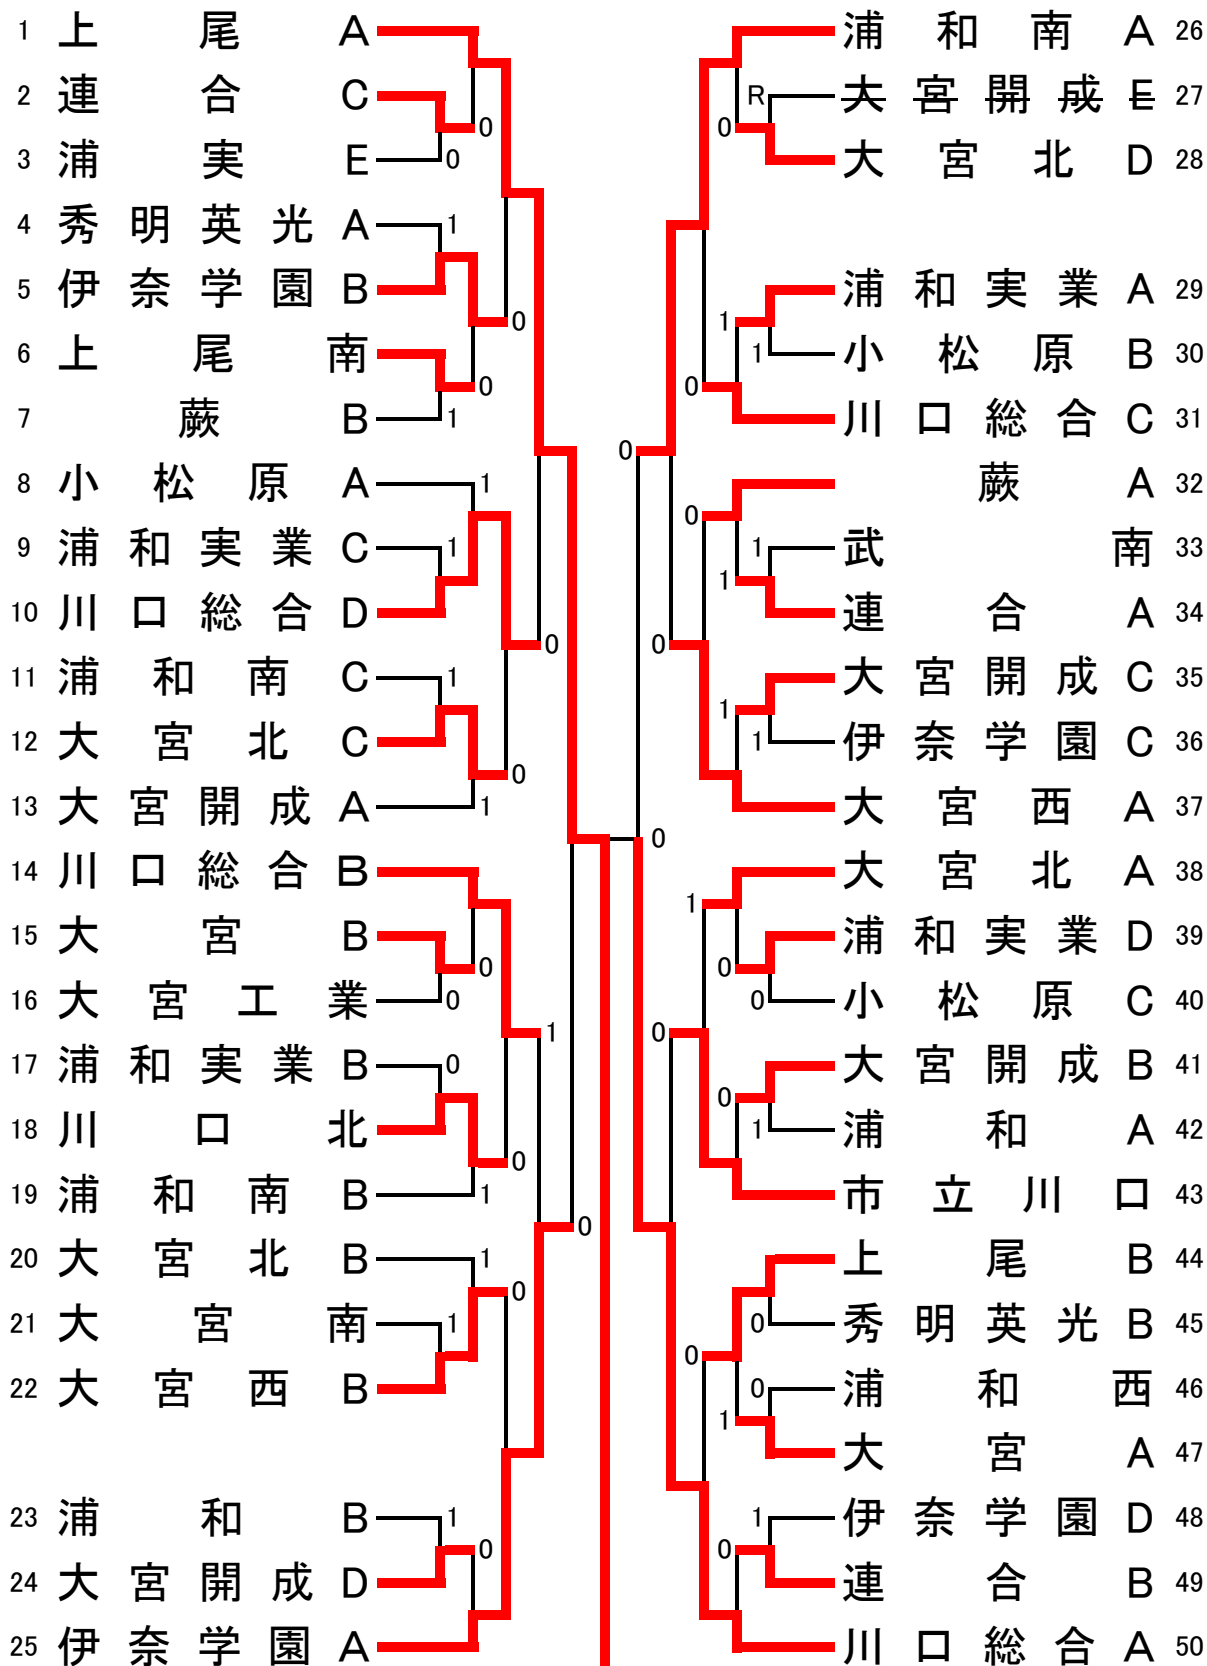 1 上尾 A
2 連合 C
0
3 浦実 E
0
4 秀明英光 A
1
5 伊奈学園 B
0
6 上尾南
0
7 蕨 B
1
8 小松原 A
1
9 浦和実業 C
1
10 川口総合 D
0
11 浦和南 C
1
12 大宮北 C
0
13 大宮開成 A
1
14 川口総合 B
15 大宮 B
0
16 大宮工業
0
1
17 浦和実業 B
0
18 川口北
0
19 浦和南 B
1
0
20 大宮北 B
1
0
21 大宮南
1
22 大宮西 B
23 浦和 B
1
0
24 大宮開成 D
25 伊奈学園 A
浦和南 A 26
R
大宮開成 E 27
0
大宮北 D 28
浦和実業 A 29
1
小松原 B 30
1
0
川口総合 C 31
0
蕨 A 32
0
武南 33
1
1
連合 A 34
0
大宮開成 C 35
1
伊奈学園 C 36
1
大宮西 A 37
0
大宮北 A 38
1
浦和実業 D 39
0
小松原 C 40
0
0
大宮開成 B 41
0
浦和 A 42
1
市立川口 43
上尾 B 44
秀明英光 B 45
0
0
浦和西 46
0
1
大宮 A 47
伊奈学園 D 48
1
0
連合 B 49
川口総合 A 50